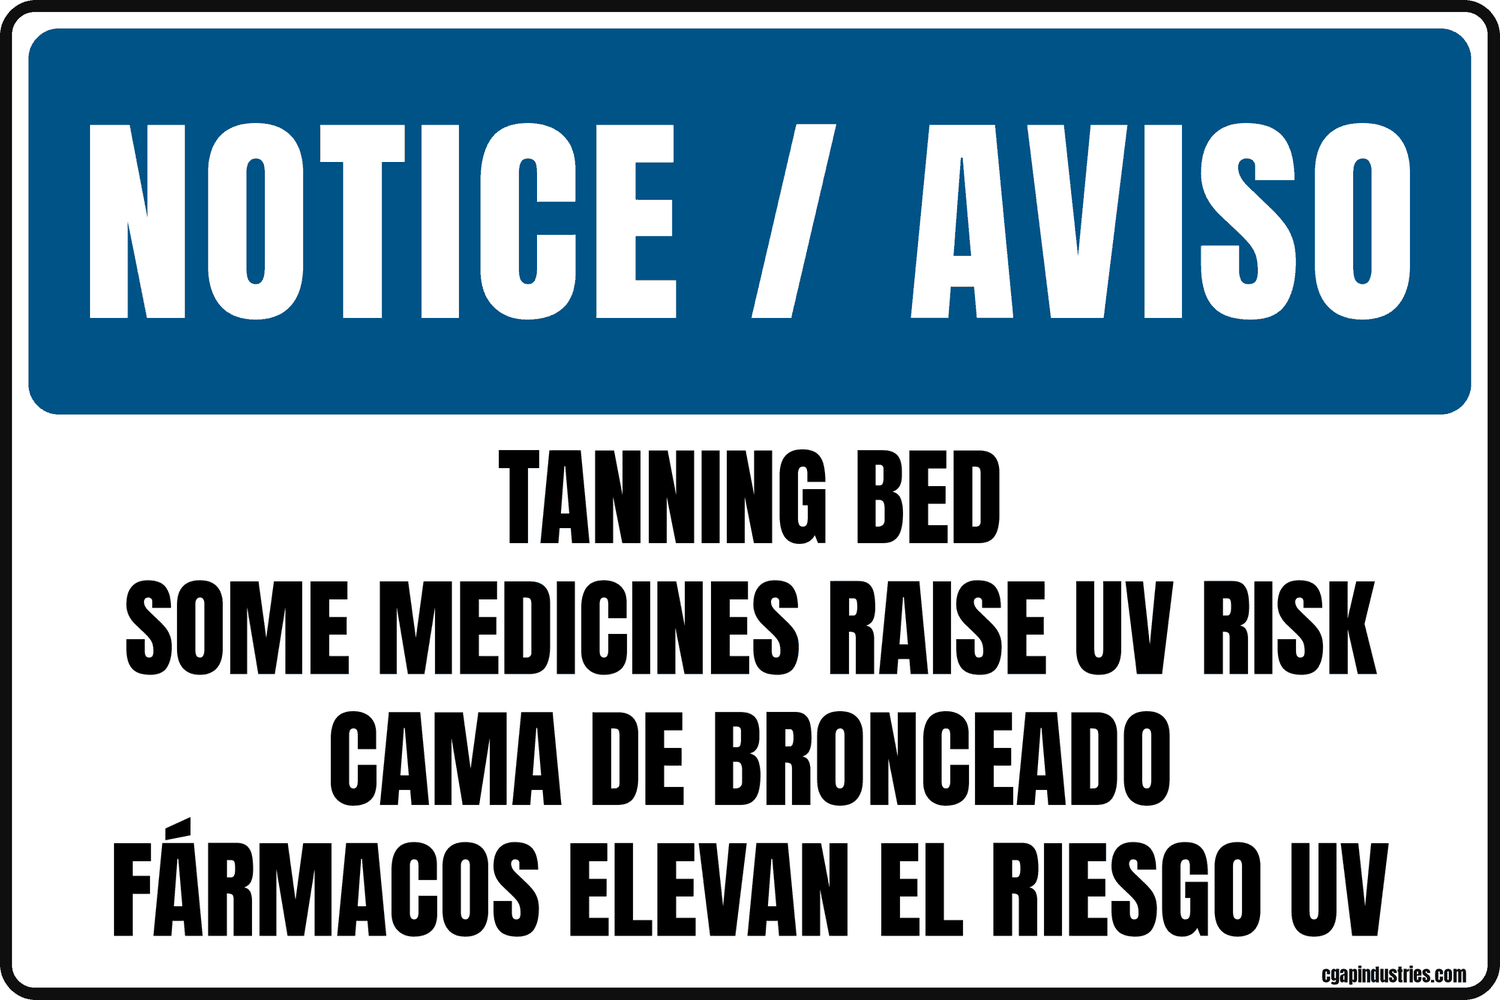 NOTICE / AVISO
TANNING BED
SOME MEDICINES RAISE UV RISK
CAMA DE BRONCEADO
FÁRMACOS ELEVAN EL RIESGO UV
cgapindustries.com